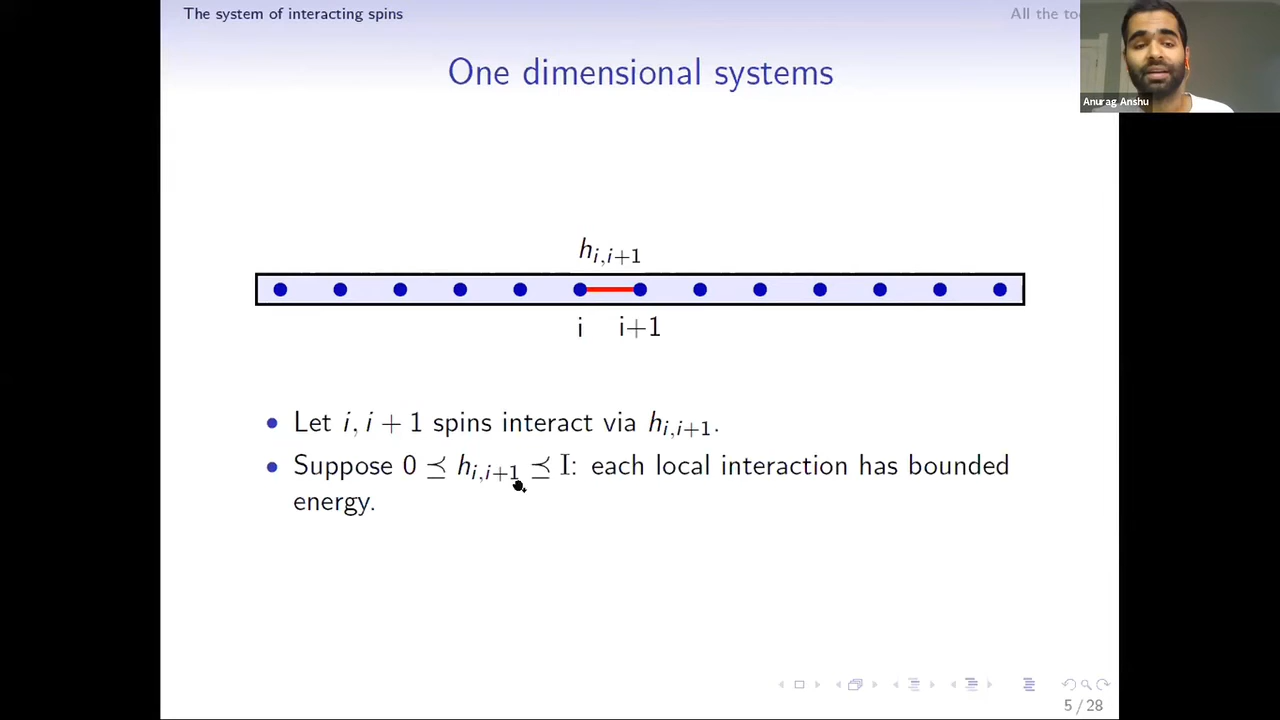 The system of interacting spins
All the
Anurag Anshu
One dimensional systems
h_{i,i+1}
i i+1
• Let i, i + 1 spins interact via h_{i,i+1}.
• Suppose 0 ⪯ h_{i,i+1} ⪯ 𝕀: each local interaction has bounded
energy.
5 / 28